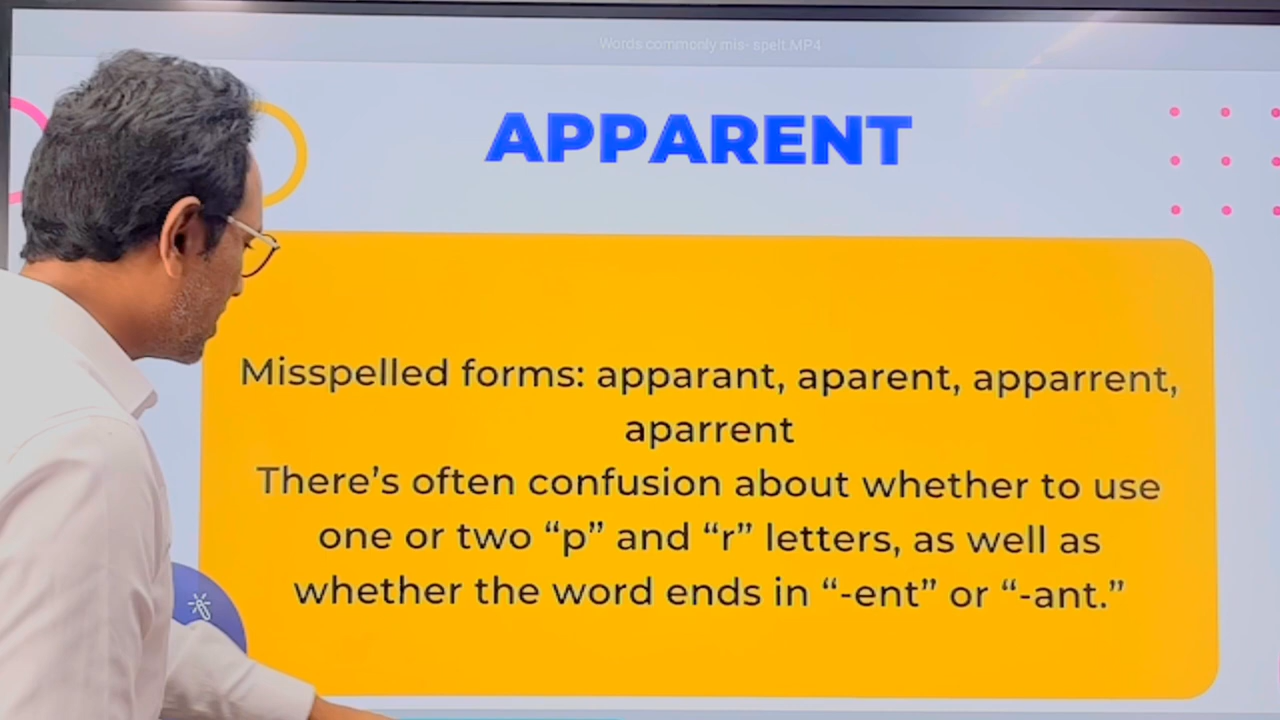 Words commonly mis- spelt.MP4
APPARENT
Misspelled forms: apparant, aparent, apparrent,
aparrent
There's often confusion about whether to use
one or two “p” and “r” letters, as well as
whether the word ends in “-ent” or “-ant.”